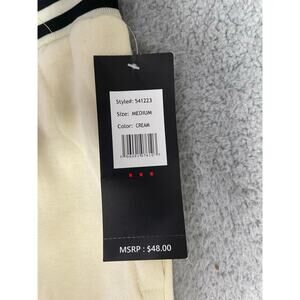 Style#: 541223
Size: MEDIUM
Color: CREAM
MSRP : $48.00